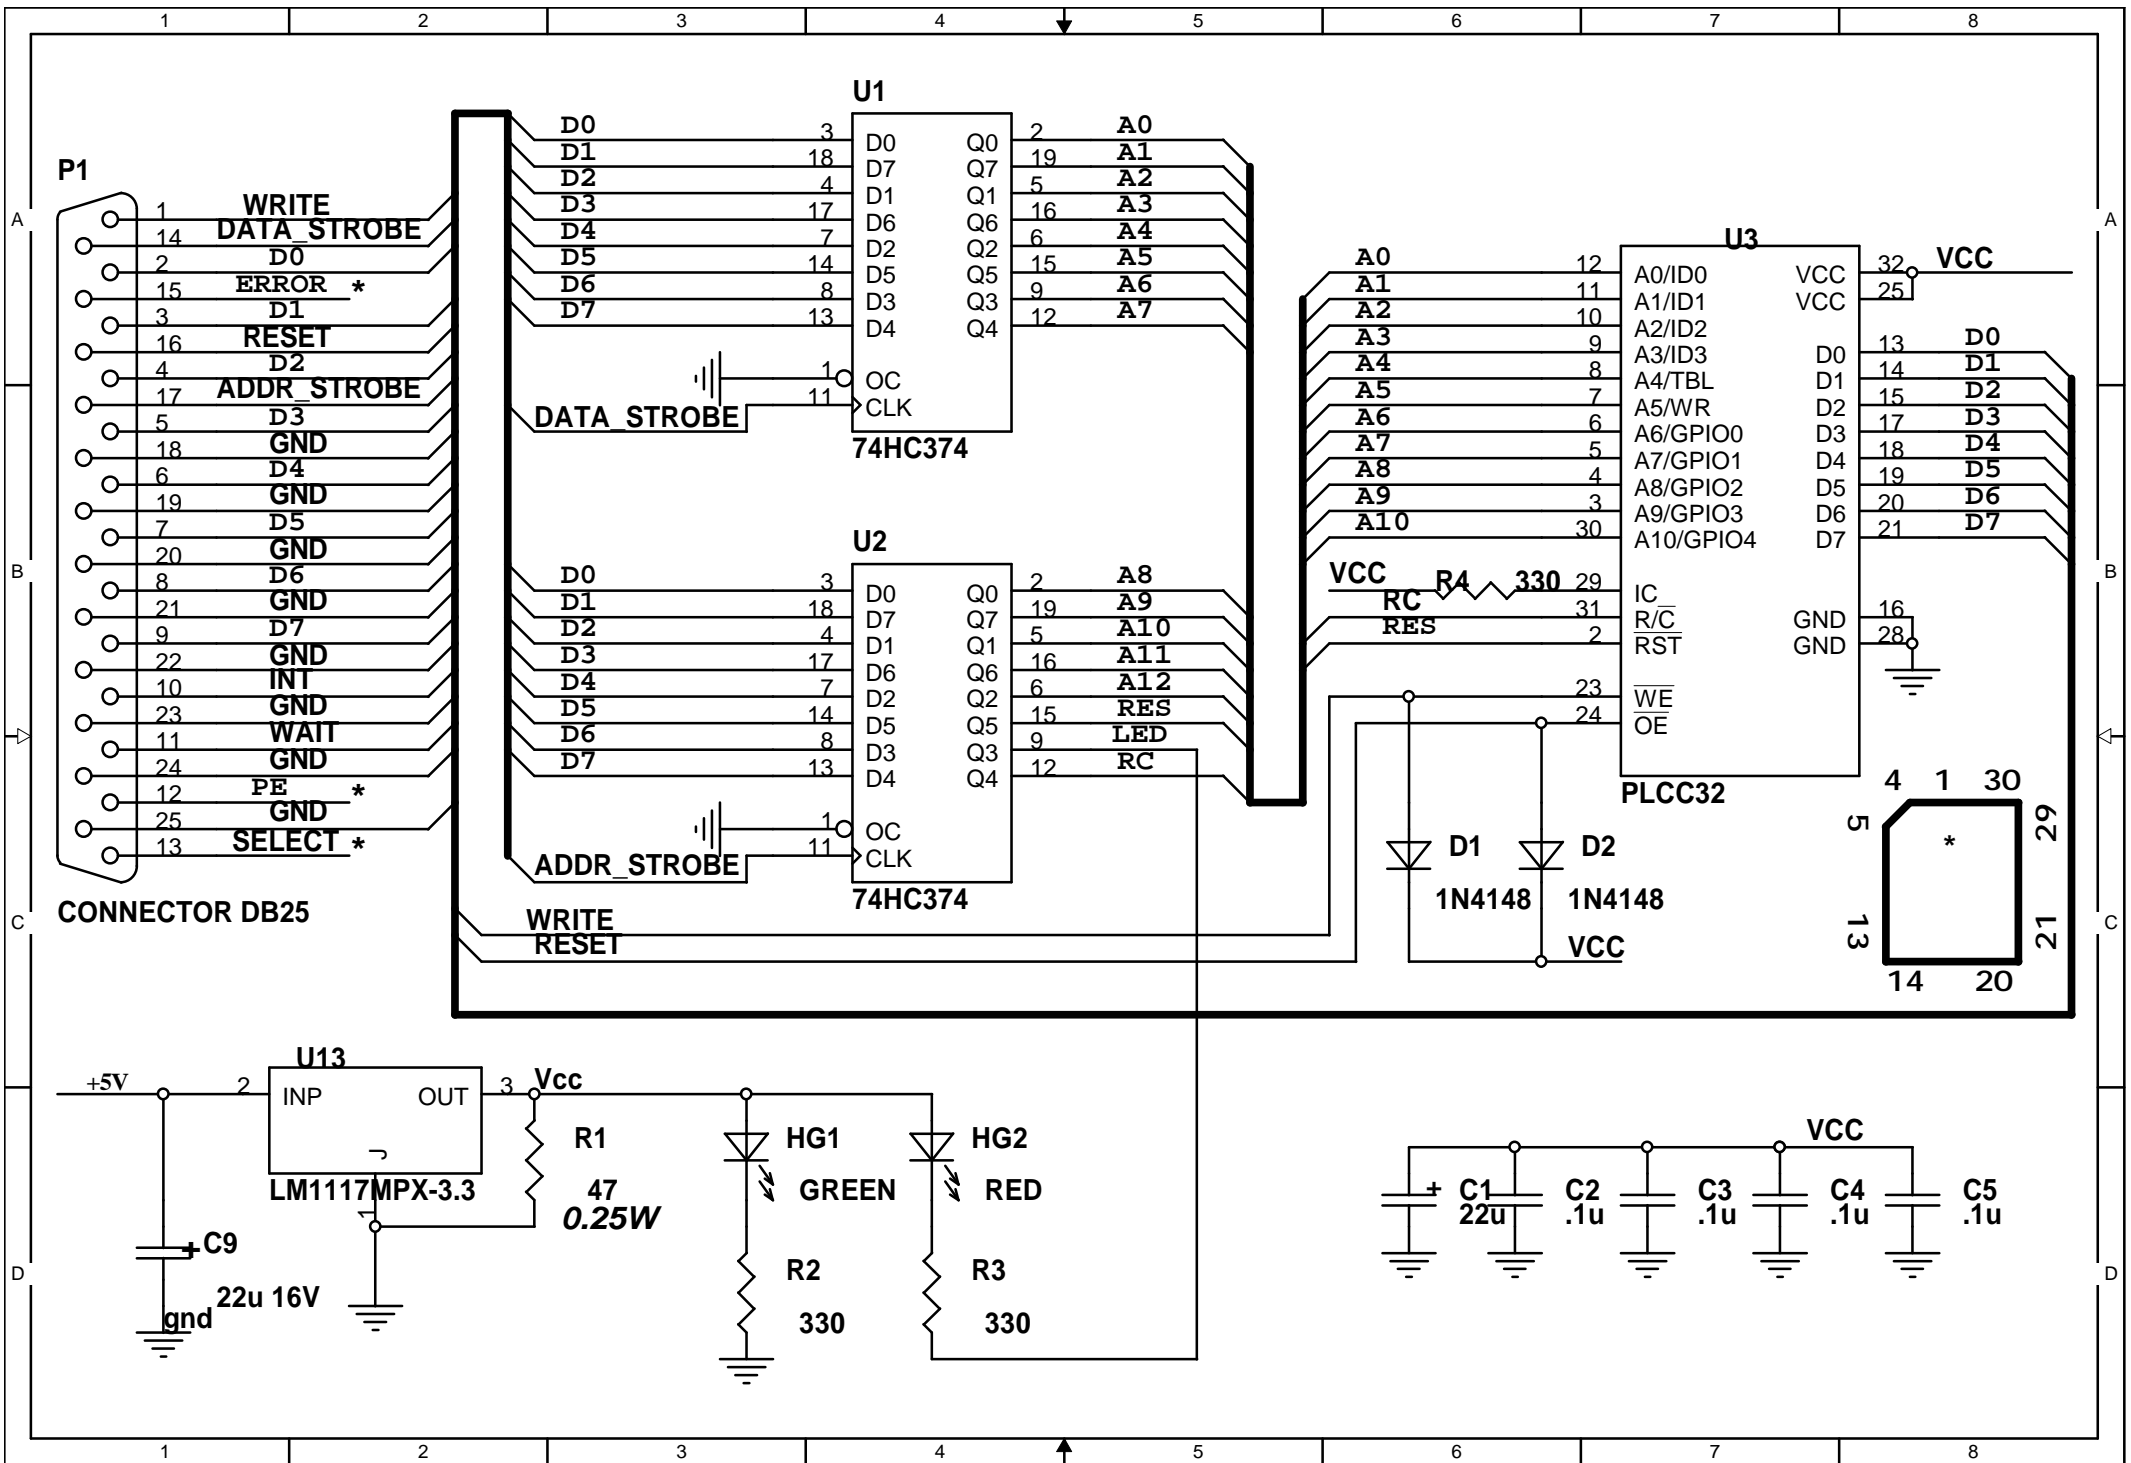 1 2 3 4 5 6 7 8
A
B
C
D
A
B
C
D
1 2 3 4 5 6 7 8
P1
1 WRITE
14 DATA_STROBE
2 D0
15 ERROR *
3 D1
16 RESET
4 D2
17 ADDR_STROBE
5 D3
18 GND
6 D4
19 GND
7 D5
20 GND
8 D6
21 GND
9 D7
22 GND
10 INT
23 GND
11 WAIT
24 GND
12 PE *
25 GND
13 SELECT *
CONNECTOR DB25
U1
D0 3 D0 Q0 2 A0
D1 18 D7 Q7 19 A1
D2 4 D1 Q1 5 A2
D3 17 D6 Q6 16 A3
D4 7 D2 Q2 6 A4
D5 14 D5 Q5 15 A5
D6 8 D3 Q3 9 A6
D7 13 D4 Q4 12 A7
1 OC
DATA_STROBE 11 CLK
74HC374
U2
D0 3 D0 Q0 2 A8
D1 18 D7 Q7 19 A9
D2 4 D1 Q1 5 A10
D3 17 D6 Q6 16 A11
D4 7 D2 Q2 6 A12
D5 14 D5 Q5 15 RES
D6 8 D3 Q3 9 LED
D7 13 D4 Q4 12 RC
1 OC
ADDR_STROBE 11 CLK
74HC374
WRITE
RESET
U3
A0 12 A0/ID0 VCC 32 VCC
A1 11 A1/ID1 VCC 25
A2 10 A2/ID2
A3 9 A3/ID3 D0 13 D0
A4 8 A4/TBL D1 14 D1
A5 7 A5/WR D2 15 D2
A6 6 A6/GPIO0 D3 17 D3
A7 5 A7/GPIO1 D4 18 D4
A8 4 A8/GPIO2 D5 19 D5
A9 3 A9/GPIO3 D6 20 D6
A10 30 A10/GPIO4 D7 21 D7
VCC R4 330 29 IC
RC 31 R/C GND 16
RES 2 RST GND 28
23 WE
24 OE
PLCC32
D1
1N4148
D2
1N4148
VCC
4 1 30
5 29
*
13 21
14 20
U13
+5V 2 INP OUT 3 Vcc
J
LM1117MPX-3.3
1
C9
+
22u 16V
gnd
R1
47
0.25W
HG1
GREEN
HG2
RED
R2
330
R3
330
VCC
+ C1
22u
C2
.1u
C3
.1u
C4
.1u
C5
.1u